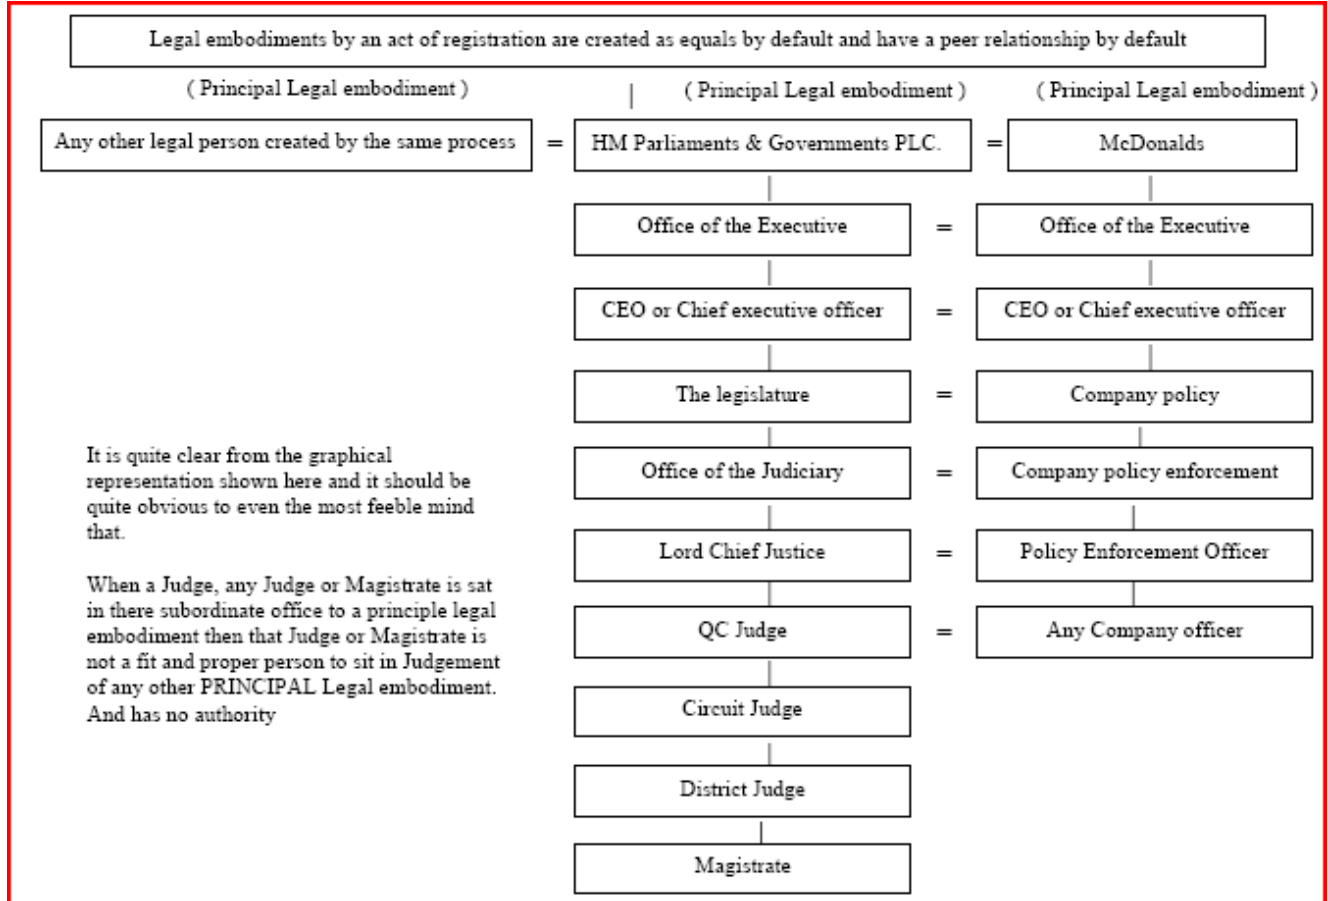 Legal embodiments by an act of registration are created as equals by default and have a peer relationship by default
( Principal Legal embodiment )
( Principal Legal embodiment )
( Principal Legal embodiment )
Any other legal person created by the same process
=
HM Parliaments & Governments PLC.
=
McDonalds
Office of the Executive
=
Office of the Executive
CEO or Chief executive officer
=
CEO or Chief executive officer
The legislature
=
Company policy
Office of the Judiciary
=
Company policy enforcement
Lord Chief Justice
=
Policy Enforcement Officer
QC Judge
=
Any Company officer
Circuit Judge
District Judge
Magistrate
It is quite clear from the graphical
representation shown here and it should be
quite obvious to even the most feeble mind
that.
When a Judge, any Judge or Magistrate is sat
in there subordinate office to a principle legal
embodiment then that Judge or Magistrate is
not a fit and proper person to sit in Judgement
of any other PRINCIPAL Legal embodiment.
And has no authority